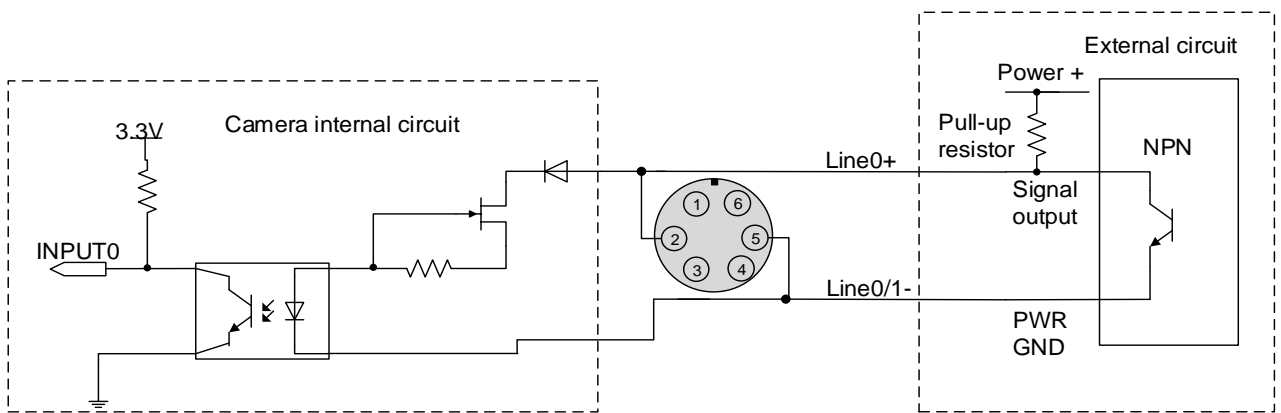 External circuit
Power +
Camera internal circuit
3.3V
Pull-up
resistor
NPN
Line0+
Signal
output
1
6
INPUT0
2
5
3
4
Line0/1-
PWR
GND